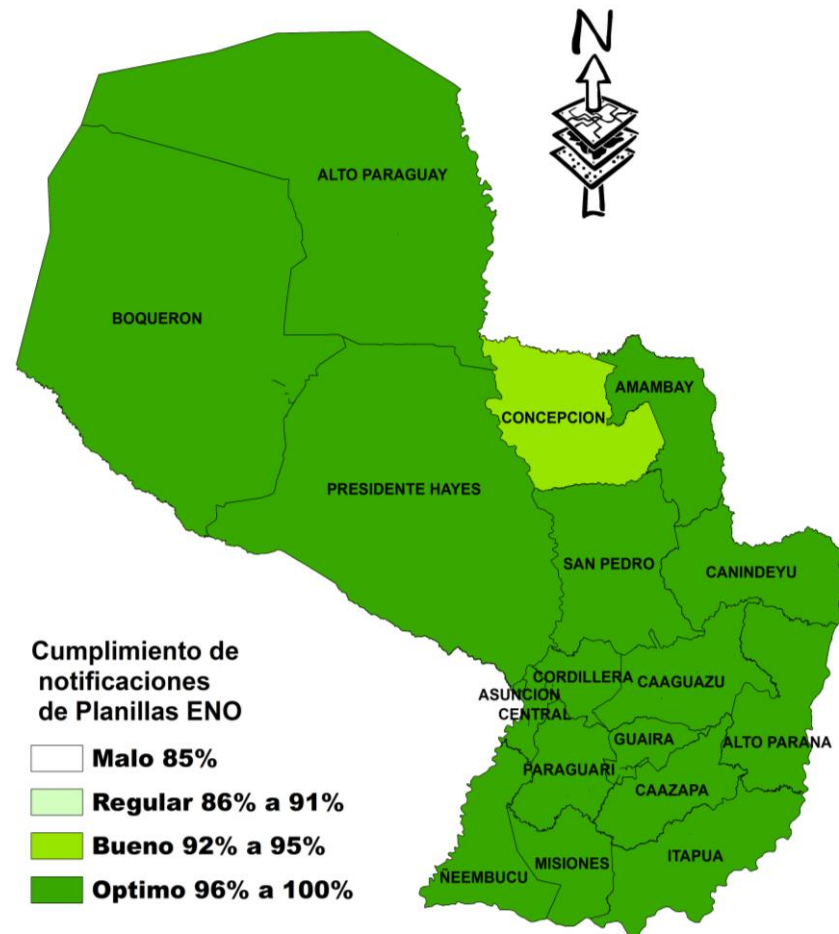 N
ALTO PARAGUAY
BOQUERON
AMAMBAY
CONCEPCION
PRESIDENTE HAYES
SAN PEDRO
CANINDEYU
CORDILLERA
CAAGUAZU
ASUNCION
CENTRAL
GUAIRA
ALTO PARANA
PARAGUARI
CAAZAPA
ITAPUA
MISIONES
ÑEEMBUCU
Cumplimiento de
notificaciones
de Planillas ENO
Malo 85%
Regular 86% a 91%
Bueno 92% a 95%
Optimo 96% a 100%